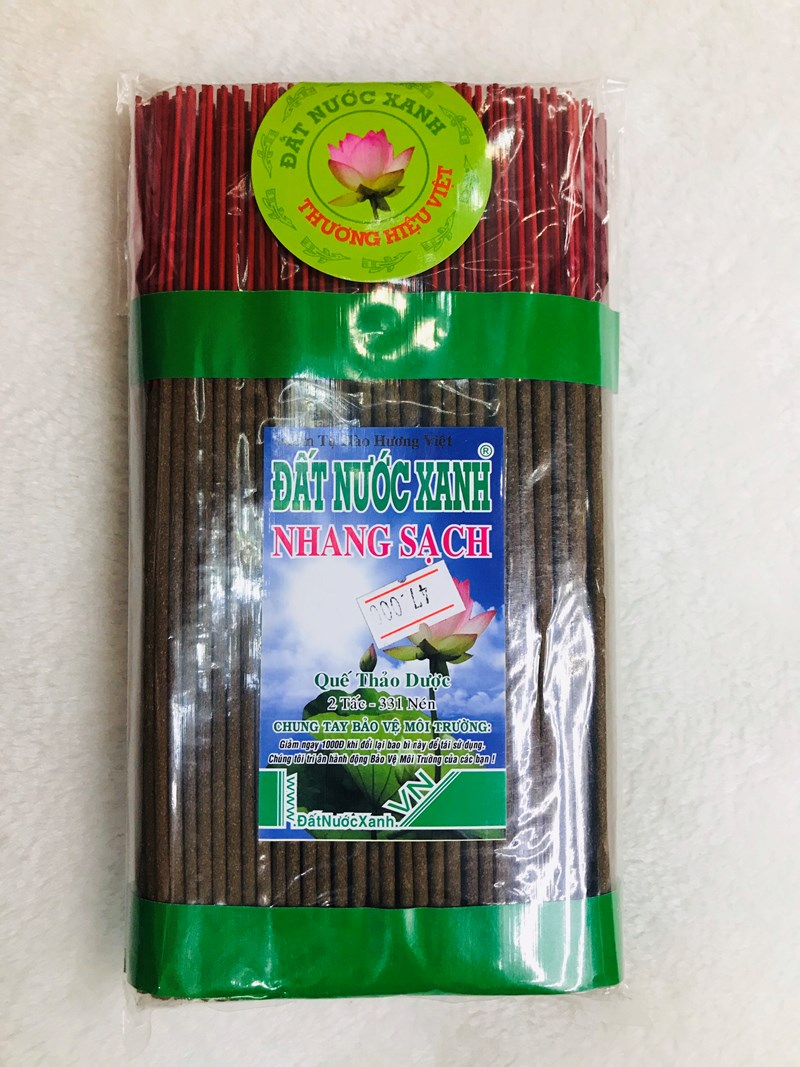 ĐẤT NƯỚC XANH
THƯƠNG HIỆU VIỆT
Hương Việt
ĐẤT NƯỚC XANH®
NHANG SẠCH
47.000
Quế Thảo Dược
2 Tấc - 331 Nén
CHUNG TAY BẢO VỆ MÔI TRƯỜNG:
Giảm ngay 1000Đ khi đổi lại bao bì này để tái sử dụng.
Chúng tôi tri ân hành động Bảo Vệ Môi Trường của các bạn !
WWW.ĐấtNướcXanh.VN